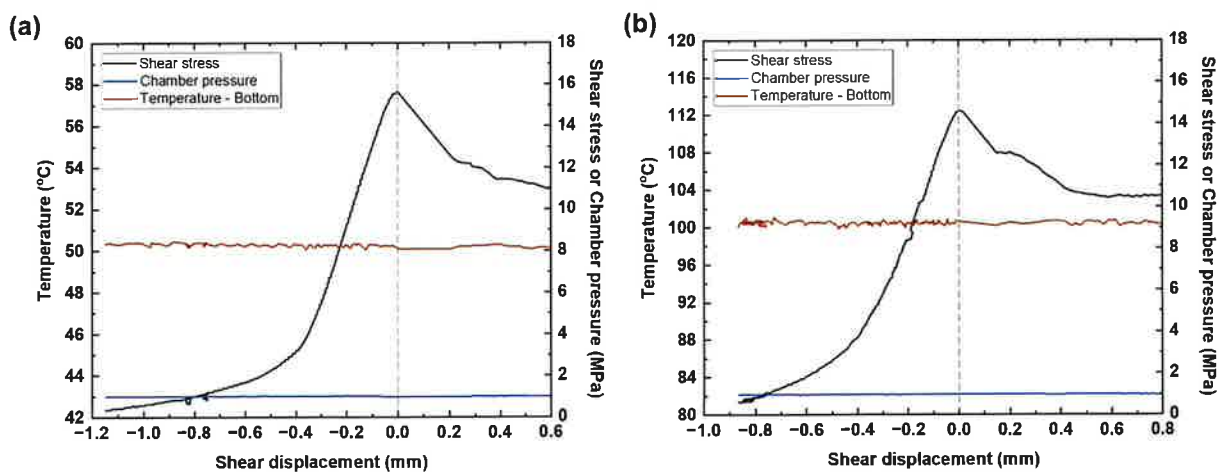 (a)
60
58
56
54
52
50
48
46
44
42
Temperature (°C)
Shear stress
Chamber pressure
Temperature - Bottom
18
16
14
12
10
8
6
4
2
0
Shear stress or Chamber pressure (MPa)
−1.2 −1.0 −0.8 −0.6 −0.4 −0.2 0.0 0.2 0.4 0.6
Shear displacement (mm)
(b)
120
116
112
108
104
100
96
92
88
84
80
Temperature (°C)
Shear stress
Chamber pressure
Temperature - Bottom
18
16
14
12
10
8
6
4
2
0
Shear stress or Chamber pressure (MPa)
−1.0 −0.8 −0.6 −0.4 −0.2 0.0 0.2 0.4 0.6 0.8
Shear displacement (mm)